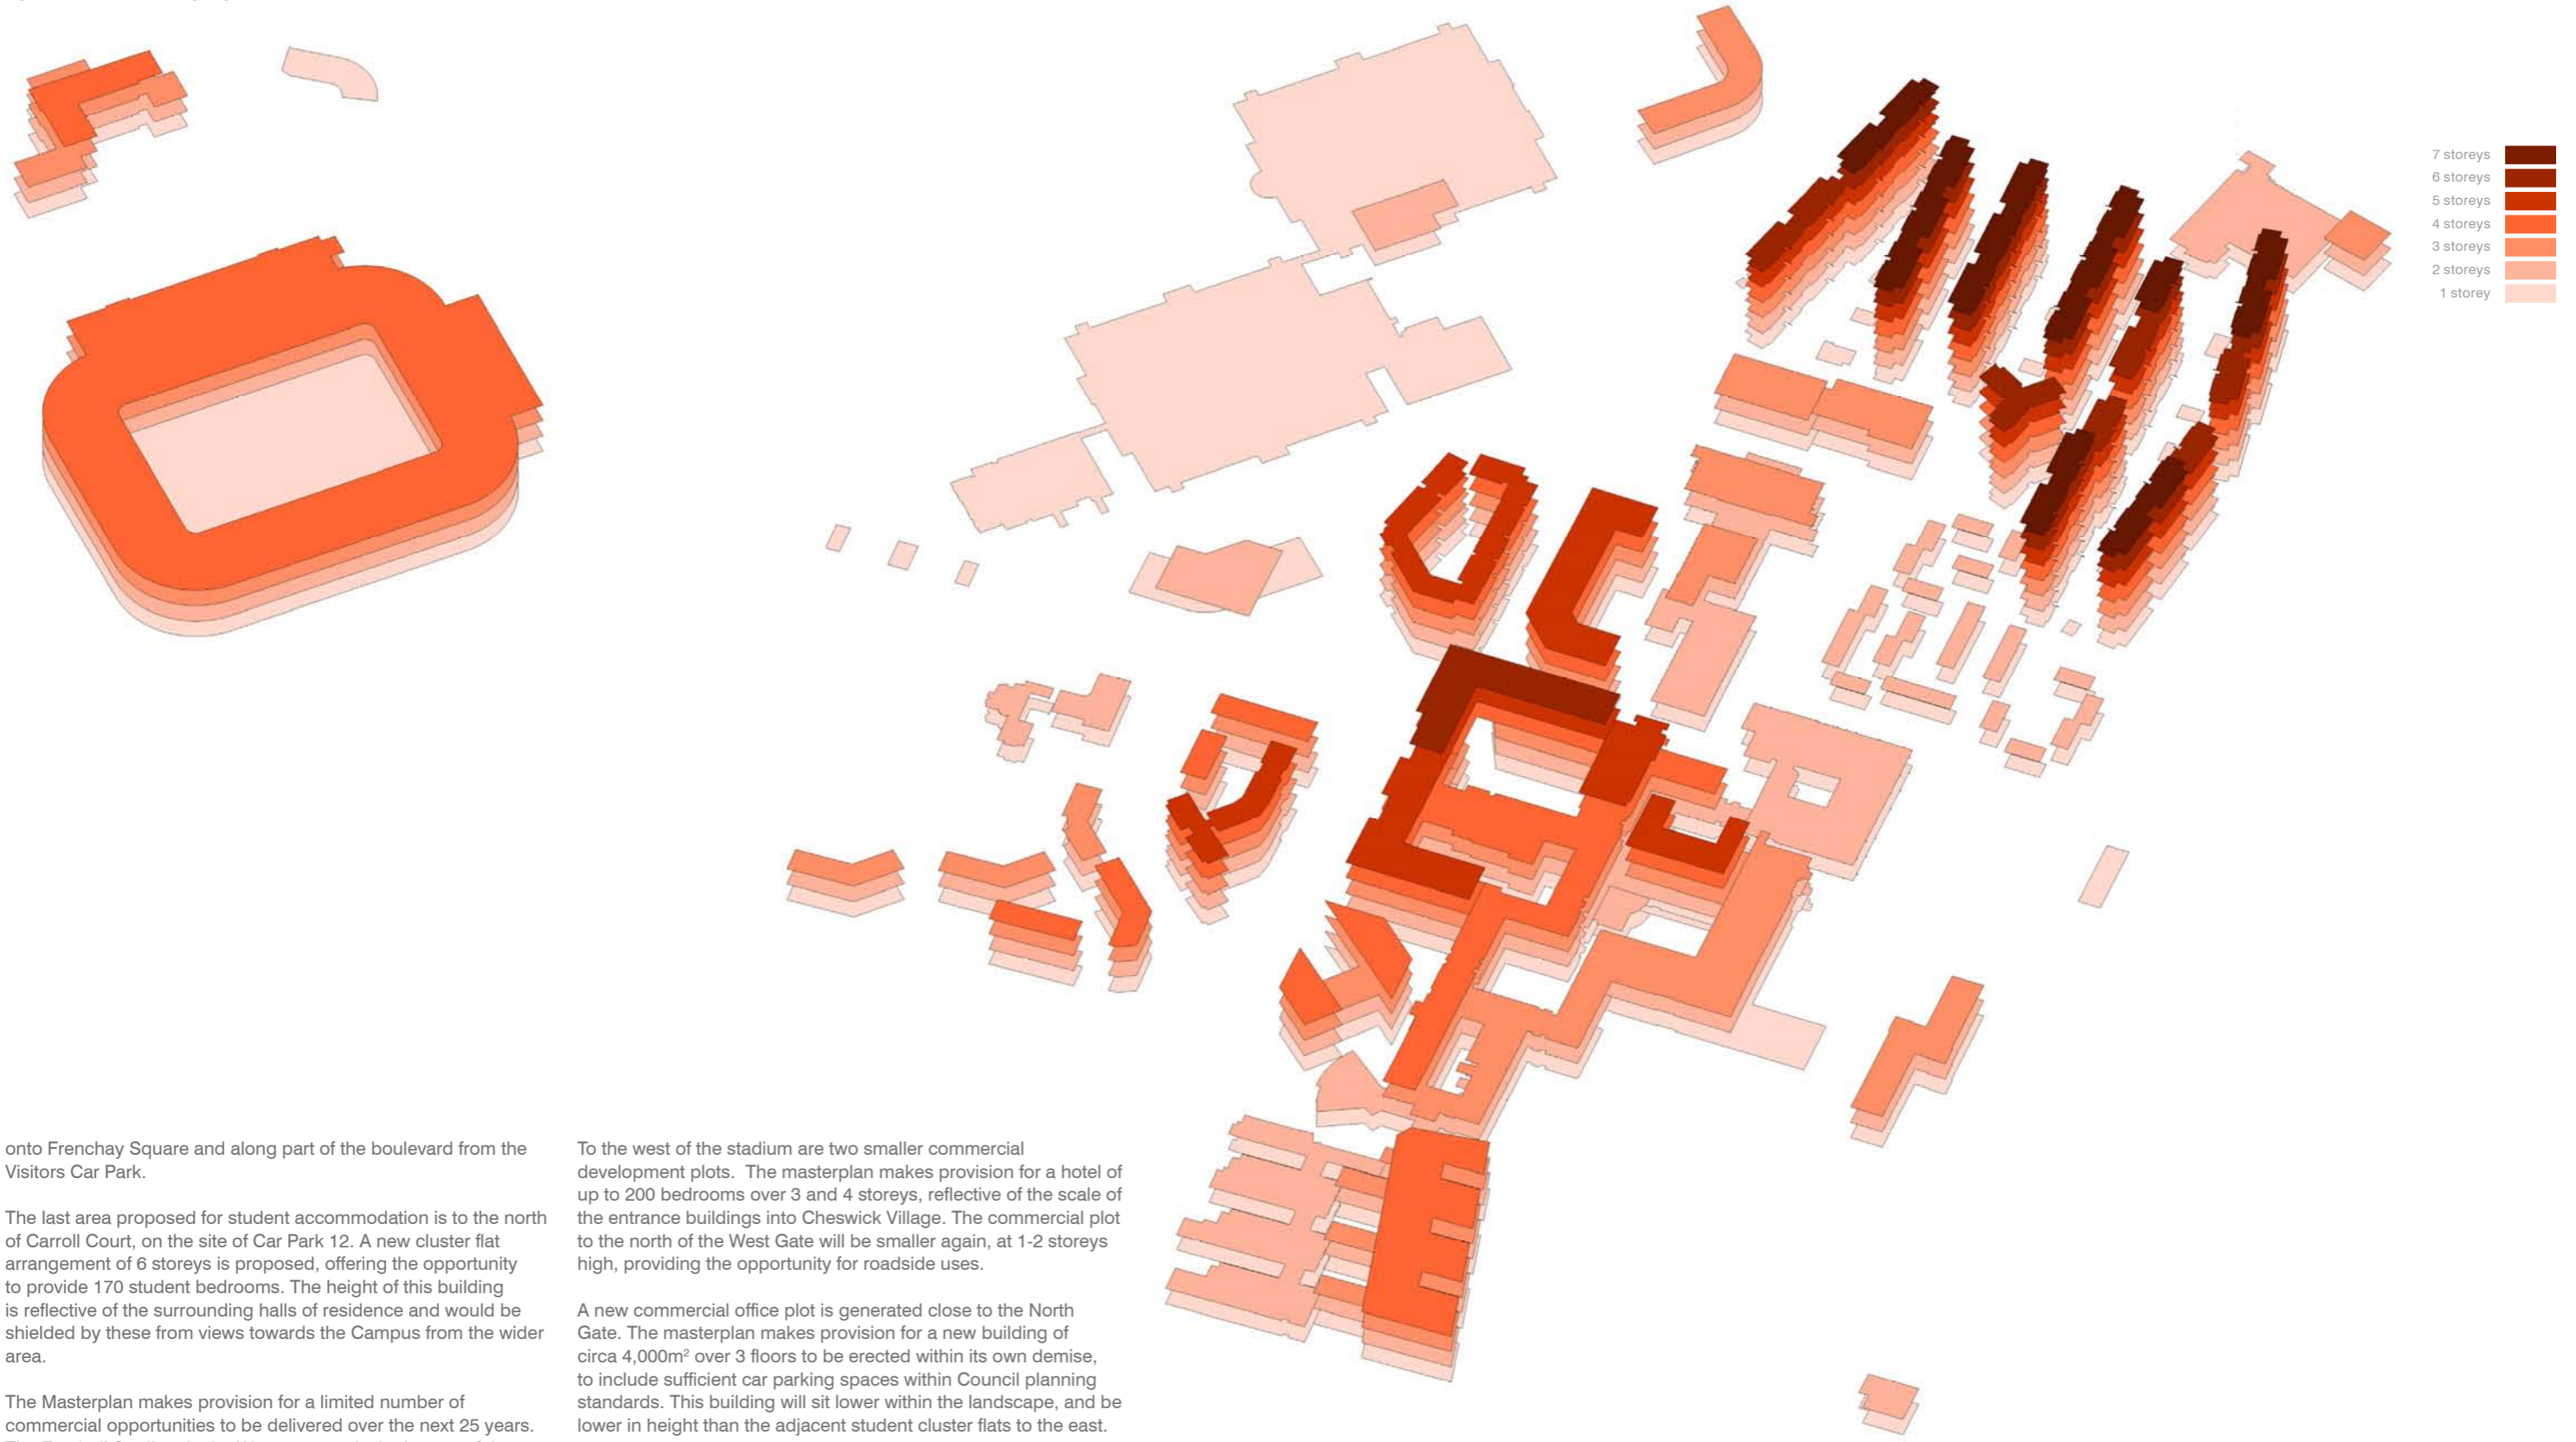 7 storeys
6 storeys
5 storeys
4 storeys
3 storeys
2 storeys
1 storey
onto Frenchay Square and along part of the boulevard from the
Visitors Car Park.
The last area proposed for student accommodation is to the north
of Carroll Court, on the site of Car Park 12. A new cluster flat
arrangement of 6 storeys is proposed, offering the opportunity
to provide 170 student bedrooms. The height of this building
is reflective of the surrounding halls of residence and would be
shielded by these from views towards the Campus from the wider
area.
The Masterplan makes provision for a limited number of
commercial opportunities to be delivered over the next 25 years.
To the west of the stadium are two smaller commercial
development plots. The masterplan makes provision for a hotel of
up to 200 bedrooms over 3 and 4 storeys, reflective of the scale of
the entrance buildings into Cheswick Village. The commercial plot
to the north of the West Gate will be smaller again, at 1-2 storeys
high, providing the opportunity for roadside uses.
A new commercial office plot is generated close to the North
Gate. The masterplan makes provision for a new building of
circa 4,000m² over 3 floors to be erected within its own demise,
to include sufficient car parking spaces within Council planning
standards. This building will sit lower within the landscape, and be
lower in height than the adjacent student cluster flats to the east.